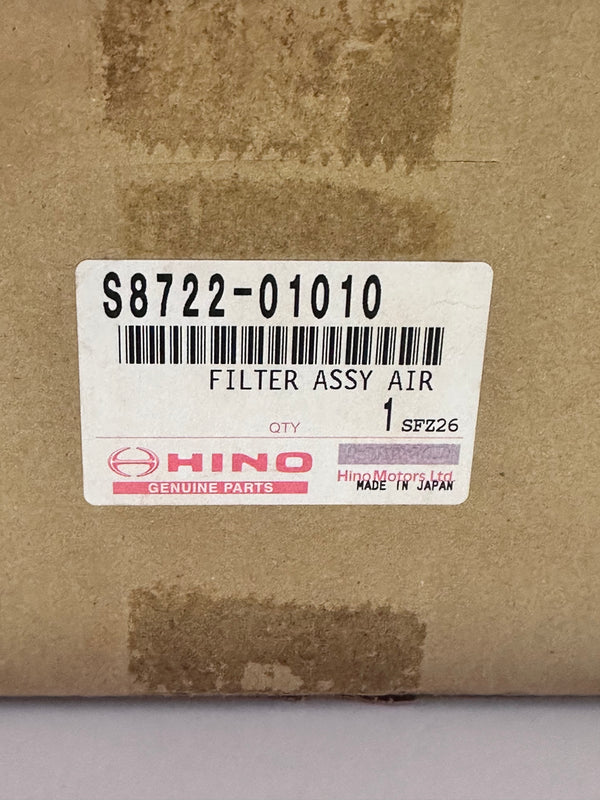 S8722-01010
FILTER ASSY AIR
QTY 1 SFZ26
HINO
GENUINE PARTS
Hino Motors, Ltd.
MADE IN JAPAN